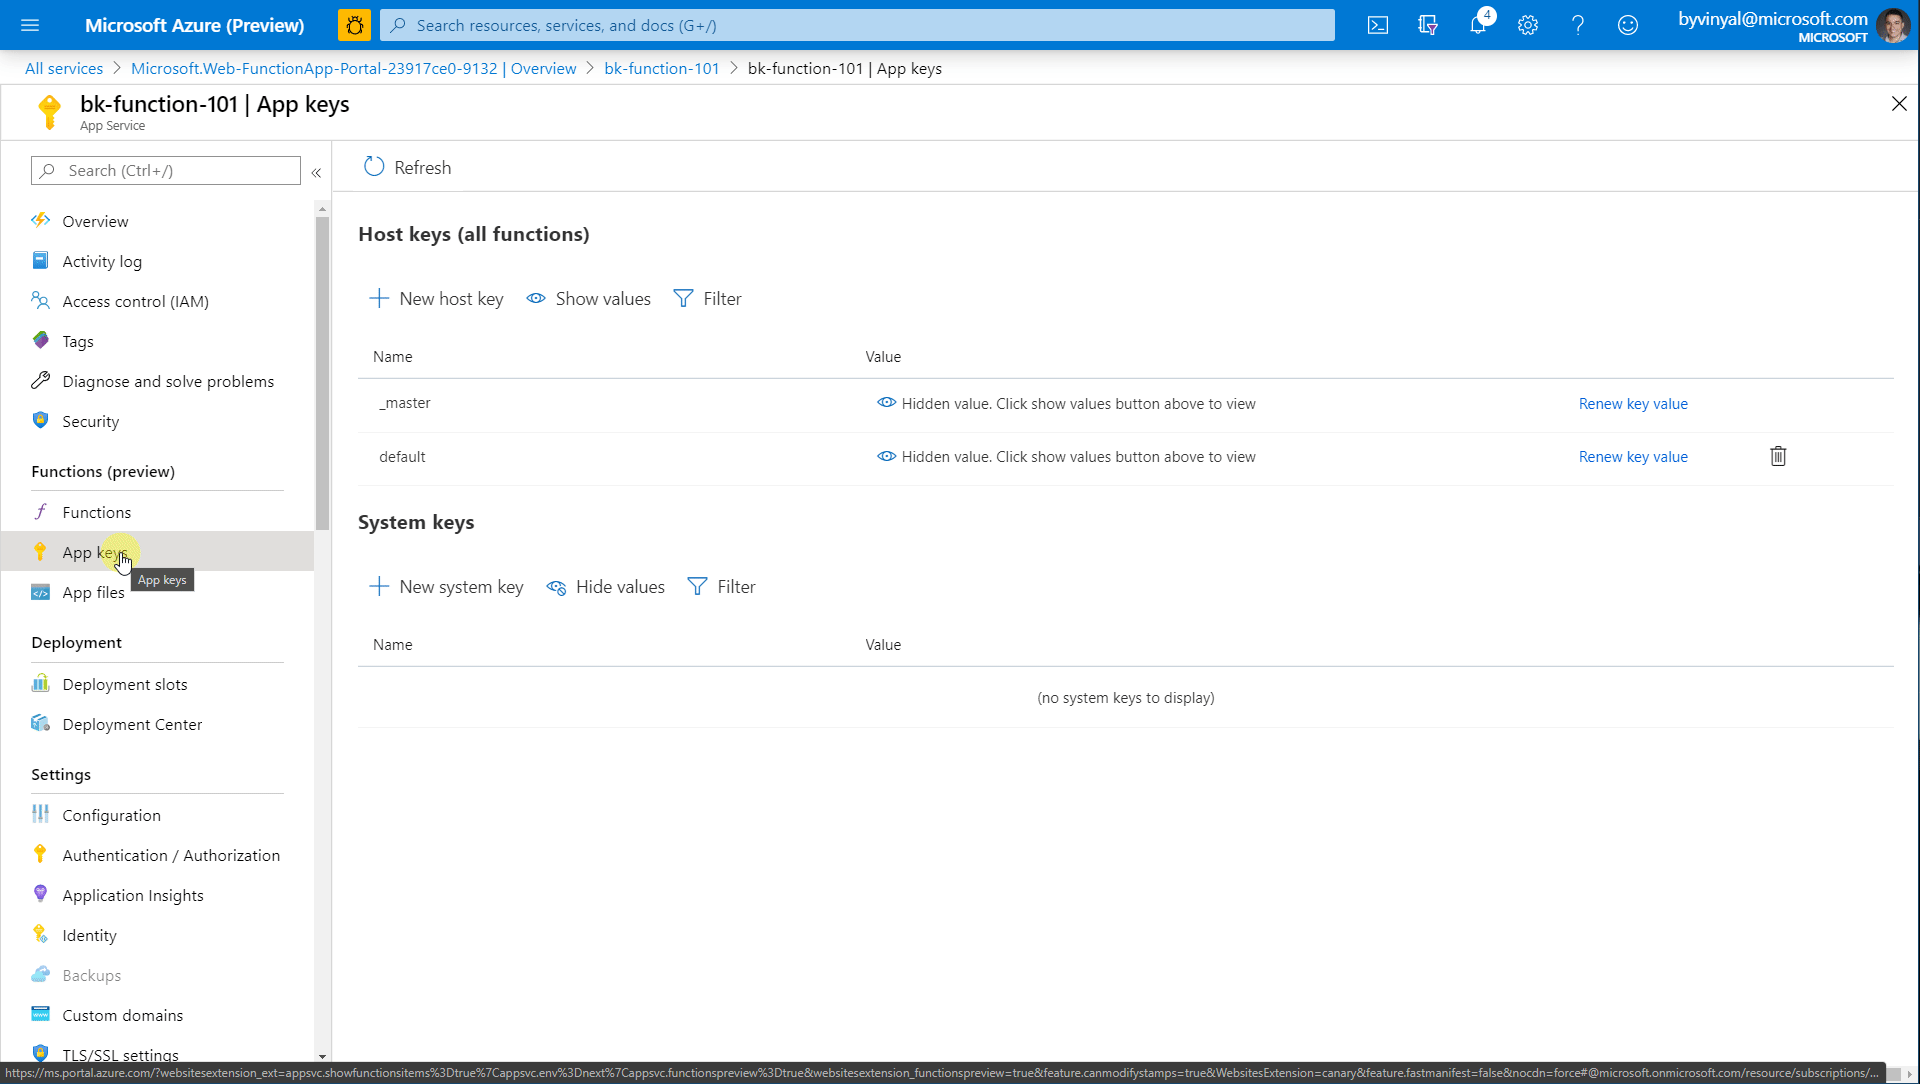 Microsoft Azure (Preview)
Search resources, services, and docs (G+/)
4
byvinyal@microsoft.com
MICROSOFT
All services > Microsoft.Web-FunctionApp-Portal-23917ce0-9132 | Overview > bk-function-101 > bk-function-101 | App keys
bk-function-101 | App keys
App Service
Search (Ctrl+/)
«
Overview
Activity log
Access control (IAM)
Tags
Diagnose and solve problems
Security
Functions (preview)
Functions
App keys
App keys
App files
Deployment
Deployment slots
Deployment Center
Settings
Configuration
Authentication / Authorization
Application Insights
Identity
Backups
Custom domains
TLS/SSL settings
Refresh
Host keys (all functions)
New host key Show values Filter
Name Value
_master Hidden value. Click show values button above to view Renew key value
default Hidden value. Click show values button above to view Renew key value
System keys
New system key Hide values Filter
Name Value
(no system keys to display)
https://ms.portal.azure.com/?websitesextension_ext=appsvc.showfunctionsitems%3Dtrue%7Cappsvc.env%3Dnext%7Cappsvc.functionspreview%3Dtrue&websitesextension_functionspreview=true&feature.canmodifystamps=true&WebsitesExtension=canary&feature.fastmanifest=false&nocdn=force#@microsoft.onmicrosoft.com/resource/subscriptions/...